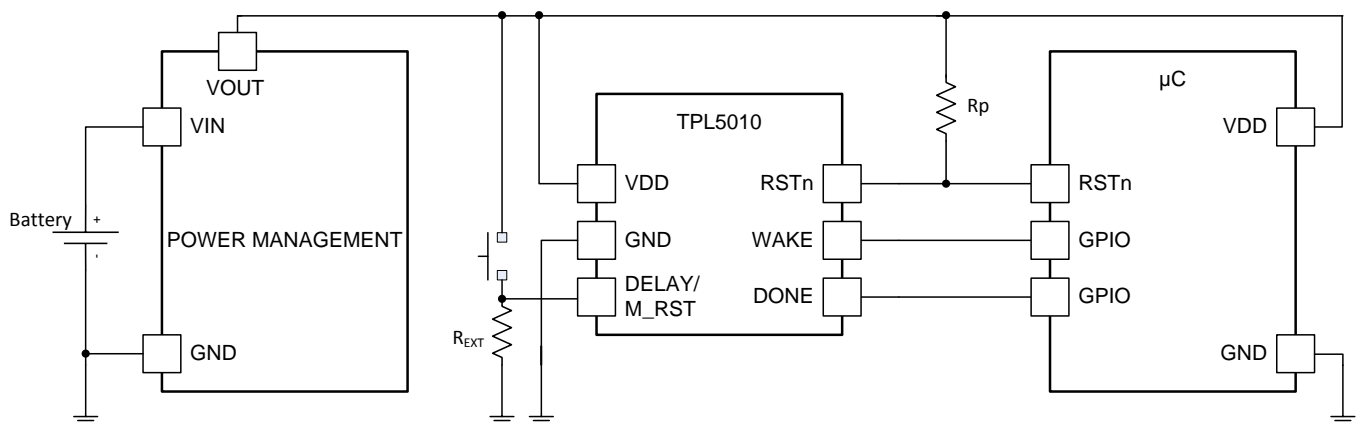 VOUT
VIN
Battery
+
-
POWER MANAGEMENT
GND
TPL5010
VDD
GND
DELAY/
M_RST
RSTn
WAKE
DONE
REXT
Rp
µC
VDD
RSTn
GPIO
GPIO
GND